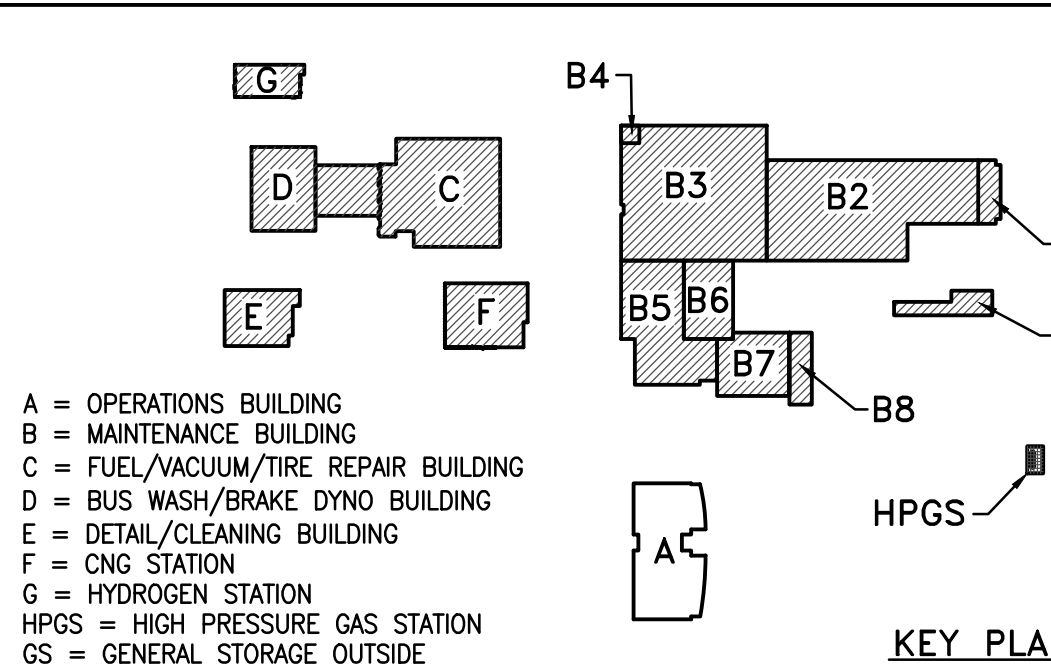 G
B4
D
C
B3
B2
E
F
B5
B6
B7
B8
A = OPERATIONS BUILDING
B = MAINTENANCE BUILDING
C = FUEL/VACUUM/TIRE REPAIR BUILDING
D = BUS WASH/BRAKE DYNO BUILDING
E = DETAIL/CLEANING BUILDING
F = CNG STATION
G = HYDROGEN STATION
HPGS = HIGH PRESSURE GAS STATION
GS = GENERAL STORAGE OUTSIDE
HPGS
A
KEY PLA